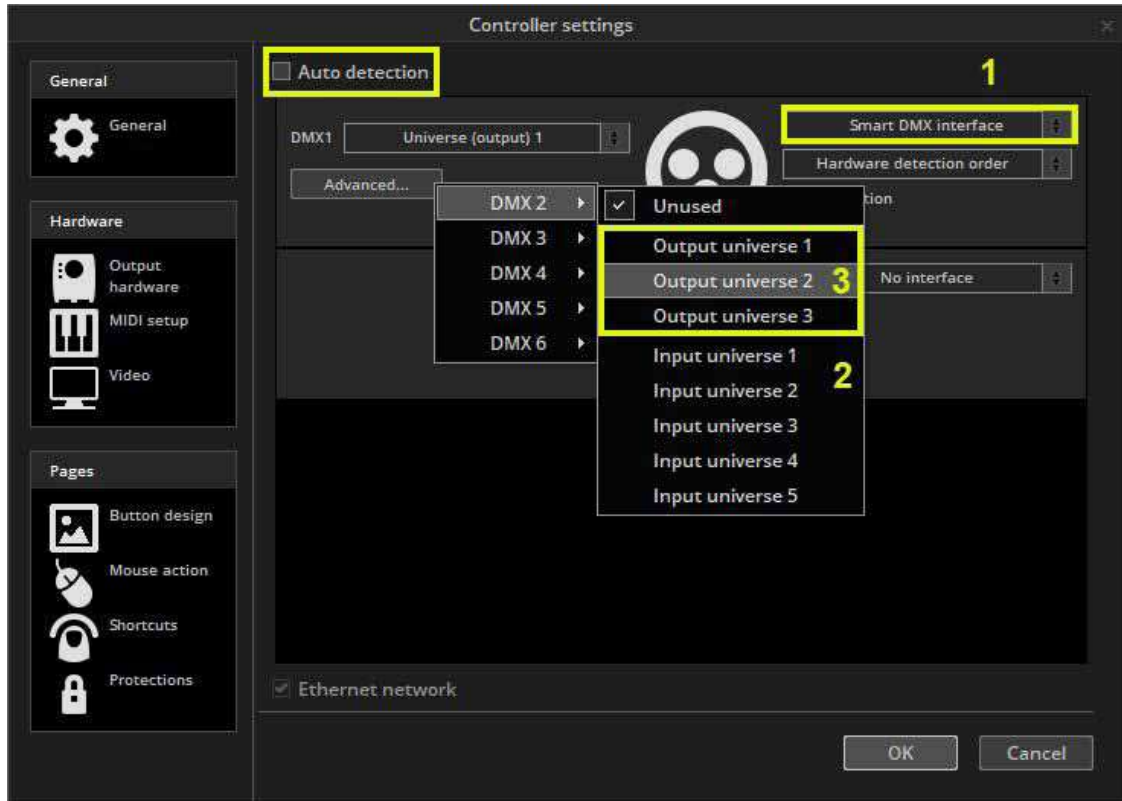 Controller settings
General
General
Hardware
Output
hardware
MIDI setup
Video
Pages
Button design
Mouse action
Shortcuts
Protections
Auto detection
1
DMX1
Universe (output) 1
Smart DMX interface
Hardware detection order
Advanced...
DMX 2
DMX 3
DMX 4
DMX 5
DMX 6
Unused
Output universe 1
Output universe 2
3
Output universe 3
Input universe 1
2
Input universe 2
Input universe 3
Input universe 4
Input universe 5
No interface
Ethernet network
OK
Cancel